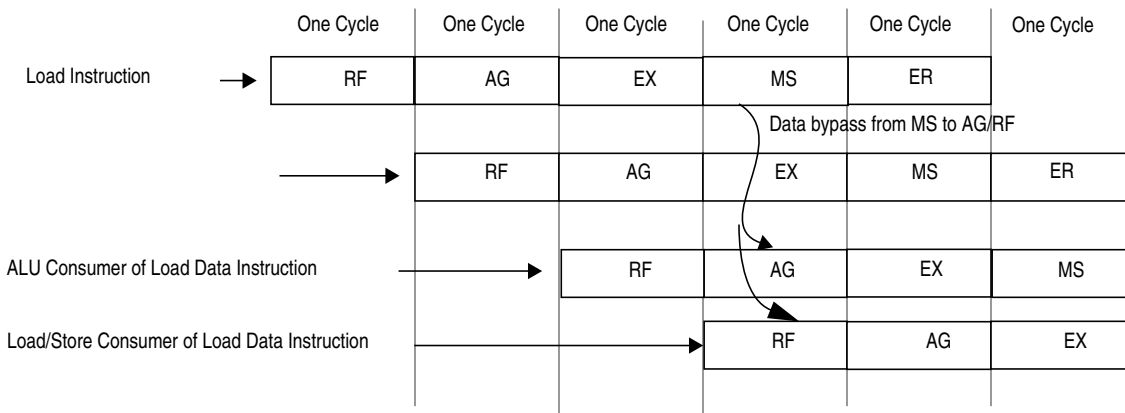 One Cycle One Cycle One Cycle One Cycle One Cycle One Cycle
Load Instruction RF AG EX MS ER
Data bypass from MS to AG/RF
RF AG EX MS ER
ALU Consumer of Load Data Instruction RF AG EX MS
Load/Store Consumer of Load Data Instruction RF AG EX